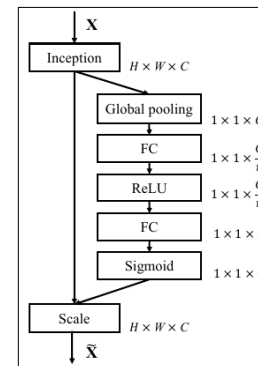 X
Inception
H × W × C
Global pooling
1 × 1 ×
FC
1 × 1 ×
ReLU
1 × 1 ×
FC
1 × 1 ×
Sigmoid
1 × 1 ×
Scale
H × W × C
X̃